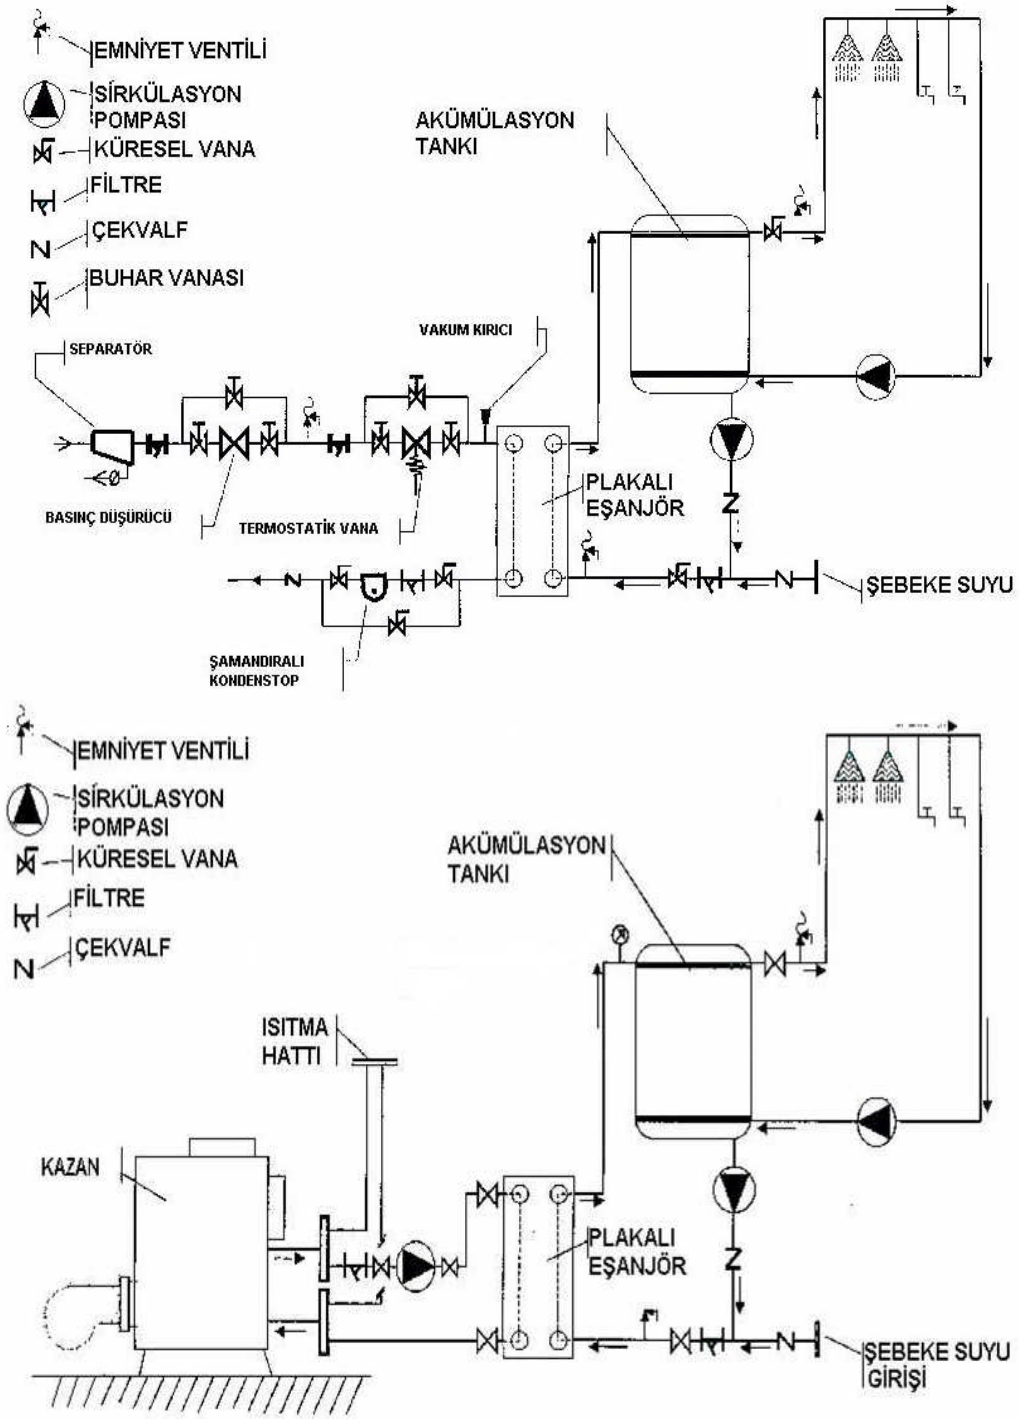 EMNİYET VENTİLİ
SİRKÜLASYON
POMPASI
KÜRESEL VANA
FİLTRE
ÇEKVALF
BUHAR VANASI
SEPARATÖR
AKÜMÜLASYON
TANKI
VAKUM KIRICI
BASINÇ DÜŞÜRÜCÜ
TERMOSTATİK VANA
PLAKALI
EŞANJÖR
ŞEBEKE SUYU
ŞAMANDIRALI
KONDENSTOP
EMNİYET VENTİLİ
SİRKÜLASYON
POMPASI
KÜRESEL VANA
FİLTRE
ÇEKVALF
AKÜMÜLASYON
TANKI
ISITMA
HATTI
KAZAN
PLAKALI
EŞANJÖR
ŞEBEKE SUYU
GİRİŞİ